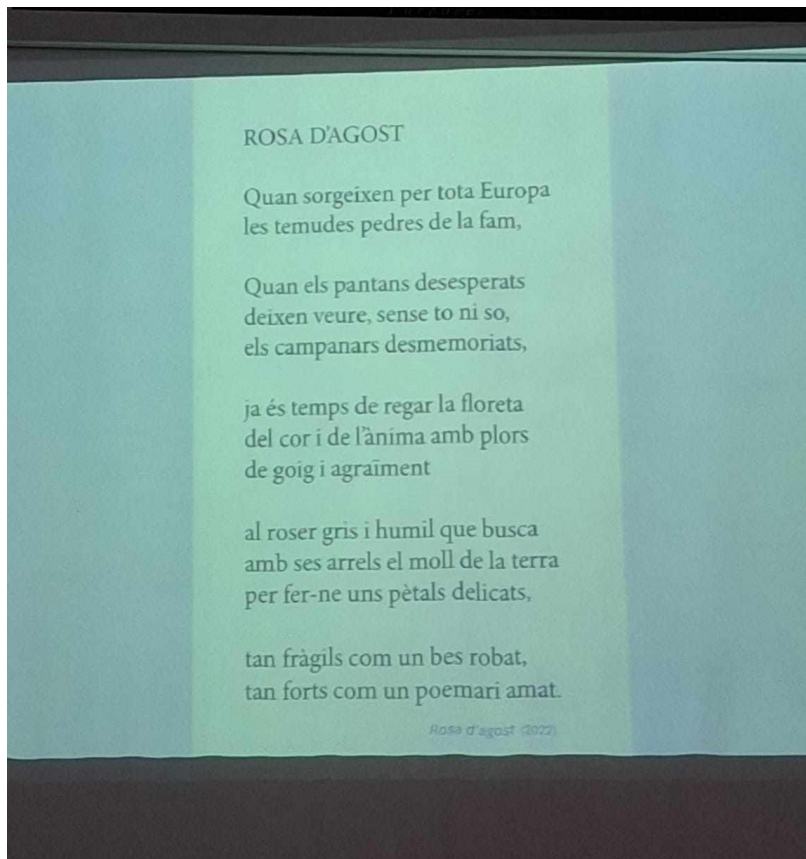 ROSA D'AGOST
Quan sorgeixen per tota Europa
les temudes pedres de la fam,
Quan els pantans desesperats
deixen veure, sense to ni so,
els campanars desmemoriats,
ja és temps de regar la floreta
del cor i de l'ànima amb plors
de goig i agraïment
al roser gris i humil que busca
amb ses arrels el moll de la terra
per fer-ne uns pètals delicats,
tan fràgils com un bes robat,
tan forts com un poemari amat.
Rosa d'agost (2022)